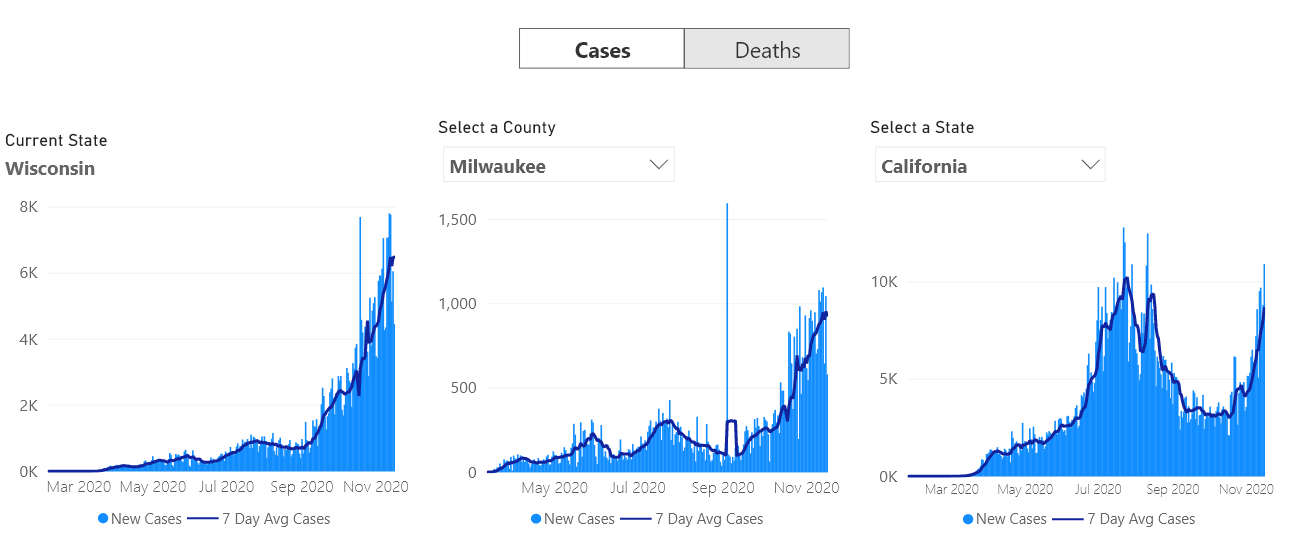 Cases Deaths
Current State
Wisconsin
8K
6K
4K
2K
0K
Mar 2020 May 2020 Jul 2020 Sep 2020 Nov 2020
New Cases 7 Day Avg Cases
Select a County
Milwaukee
1,500
1,000
500
0
May 2020 Jul 2020 Sep 2020 Nov 2020
New Cases 7 Day Avg Cases
Select a State
California
10K
5K
0K
Mar 2020 May 2020 Jul 2020 Sep 2020 Nov 2020
New Cases 7 Day Avg Cases